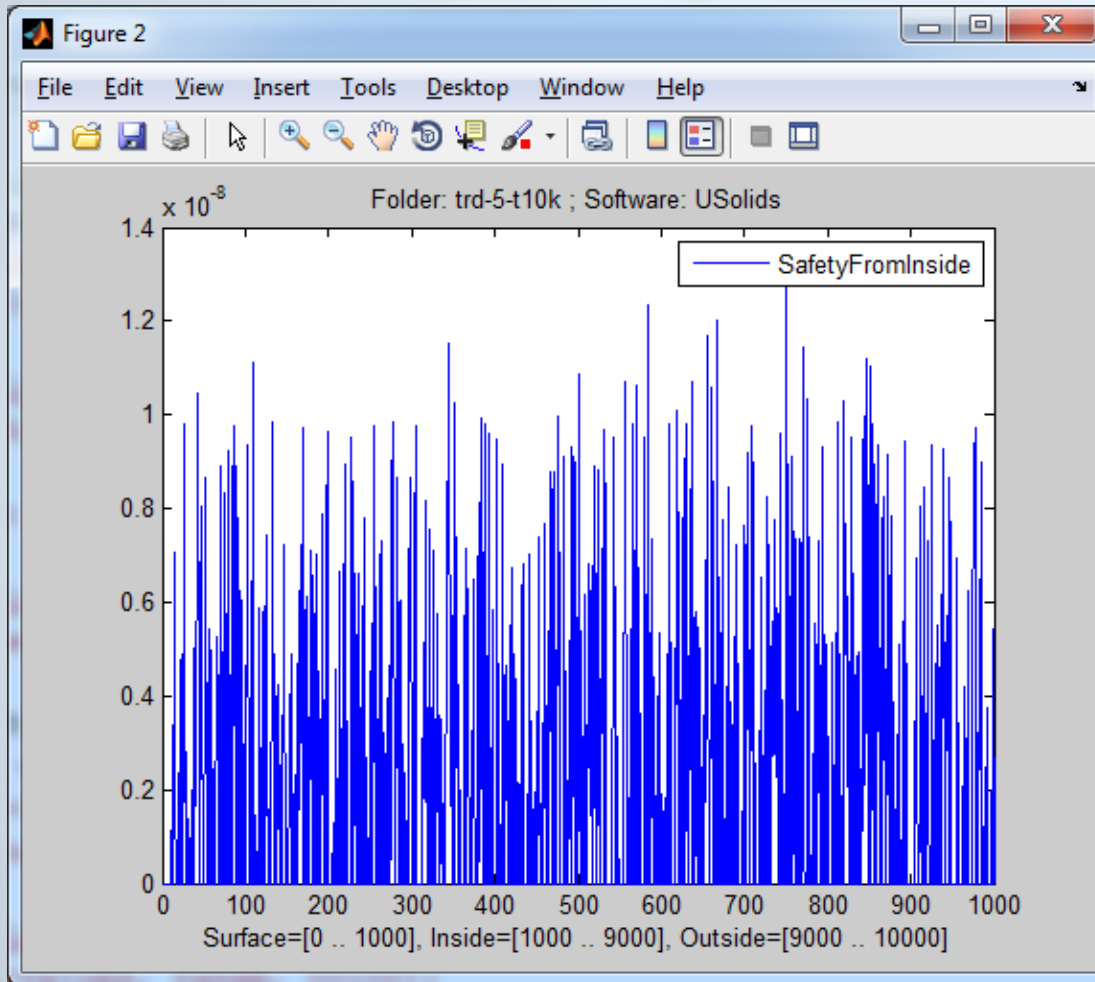 Figure 2
File Edit View Insert Tools Desktop Window Help
x 10^-8
Folder: trd-5-t10k ; Software: USolids
SafetyFromInside
1.4
1.2
1
0.8
0.6
0.4
0.2
0
0 100 200 300 400 500 600 700 800 900 1000
Surface=[0 .. 1000], Inside=[1000 .. 9000], Outside=[9000 .. 10000]